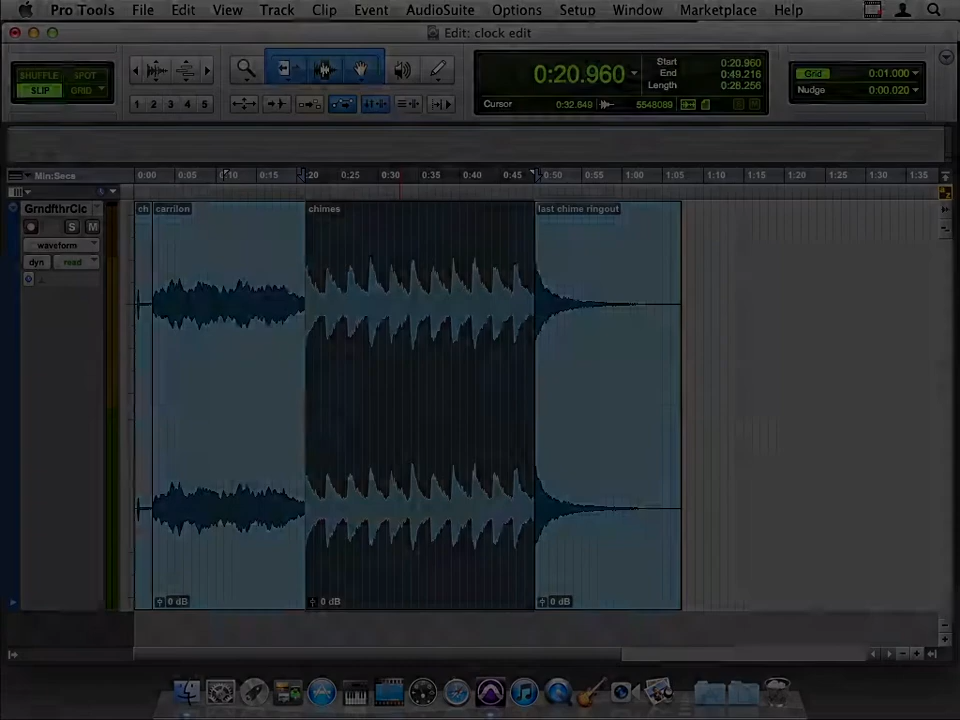 Pro Tools File Edit View Track Clip Event AudioSuite Options Setup Window Marketplace Help
Edit: clock edit
SHUFFLE SPOT
SLIP GRID
1 2 3 4 5
0:20.960
Start 0:20.960
End 0:49.216
Length 0:28.256
Cursor 0:32.649 5548089
Grid 0:01.000
Nudge 0:00.020
Min:Secs 0:00 0:05 0:10 0:15 0:20 0:25 0:30 0:35 0:40 0:45 0:50 0:55 1:00 1:05 1:10 1:15 1:20 1:25 1:30 1:35
GrndfthrClc ch carrilon chimes last chime ringout
S M
waveform
dyn read
0 dB 0 dB 0 dB